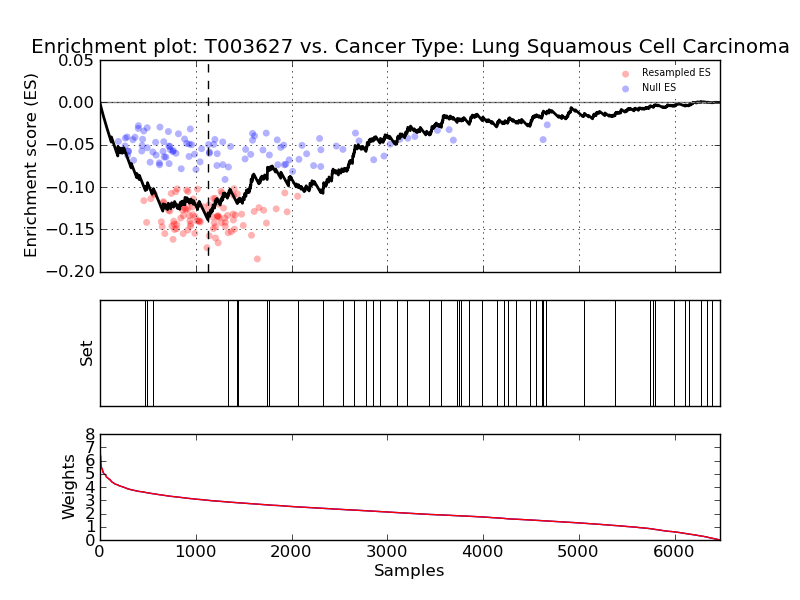 Enrichment plot: T003627 vs. Cancer Type: Lung Squamous Cell Carcinoma
0.05
0.00
−0.05
−0.10
−0.15
−0.20
Enrichment score (ES)
Resampled ES
Null ES
Set
8
7
6
5
4
3
2
1
0
Weights
0 1000 2000 3000 4000 5000 6000
Samples